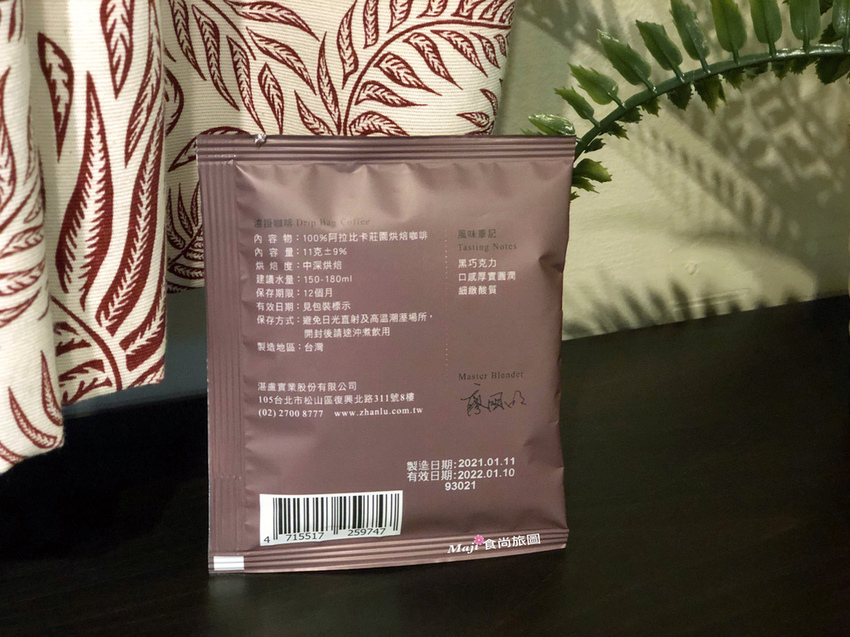 濾掛咖啡 Drip Bag Coffee
內 容 物：100%阿拉比卡莊園烘焙咖啡
內 容 量：11克±9%
烘 焙 度：中深烘焙
建議水量：150-180ml
保存期限：12個月
有效日期：見包裝標示
保存方式：避免日光直射及高溫潮溼場所，
開封後請速沖煮飲用
製造地區：台灣
風味筆記
Tasting Notes
黑巧克力
口感厚實圓潤
細緻酸質
湛盧實業股份有限公司
105台北市松山區復興北路311號8樓
(02) 2700 8777 www.zhanlu.com.tw
Master Blender
製造日期:2021.01.11
有效日期:2022.01.10
93021
4 715517 259747
Maji 食尚旅圖